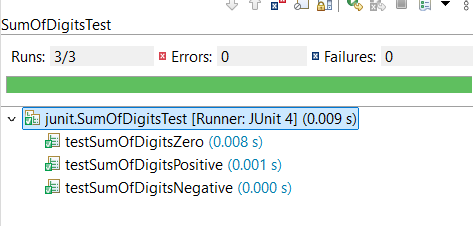 SumOfDigitsTest
Runs: 3/3 Errors: 0 Failures: 0
junit.SumOfDigitsTest [Runner: JUnit 4] (0.009 s)
testSumOfDigitsZero (0.008 s)
testSumOfDigitsPositive (0.001 s)
testSumOfDigitsNegative (0.000 s)